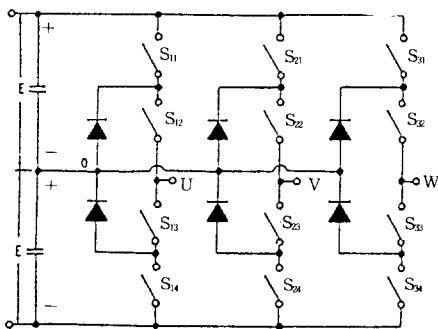 +
S11 S21 S31
E
S12 S22 S32
−
0
+
U V W
E
S13 S23 S33
S14 S24 S34
−